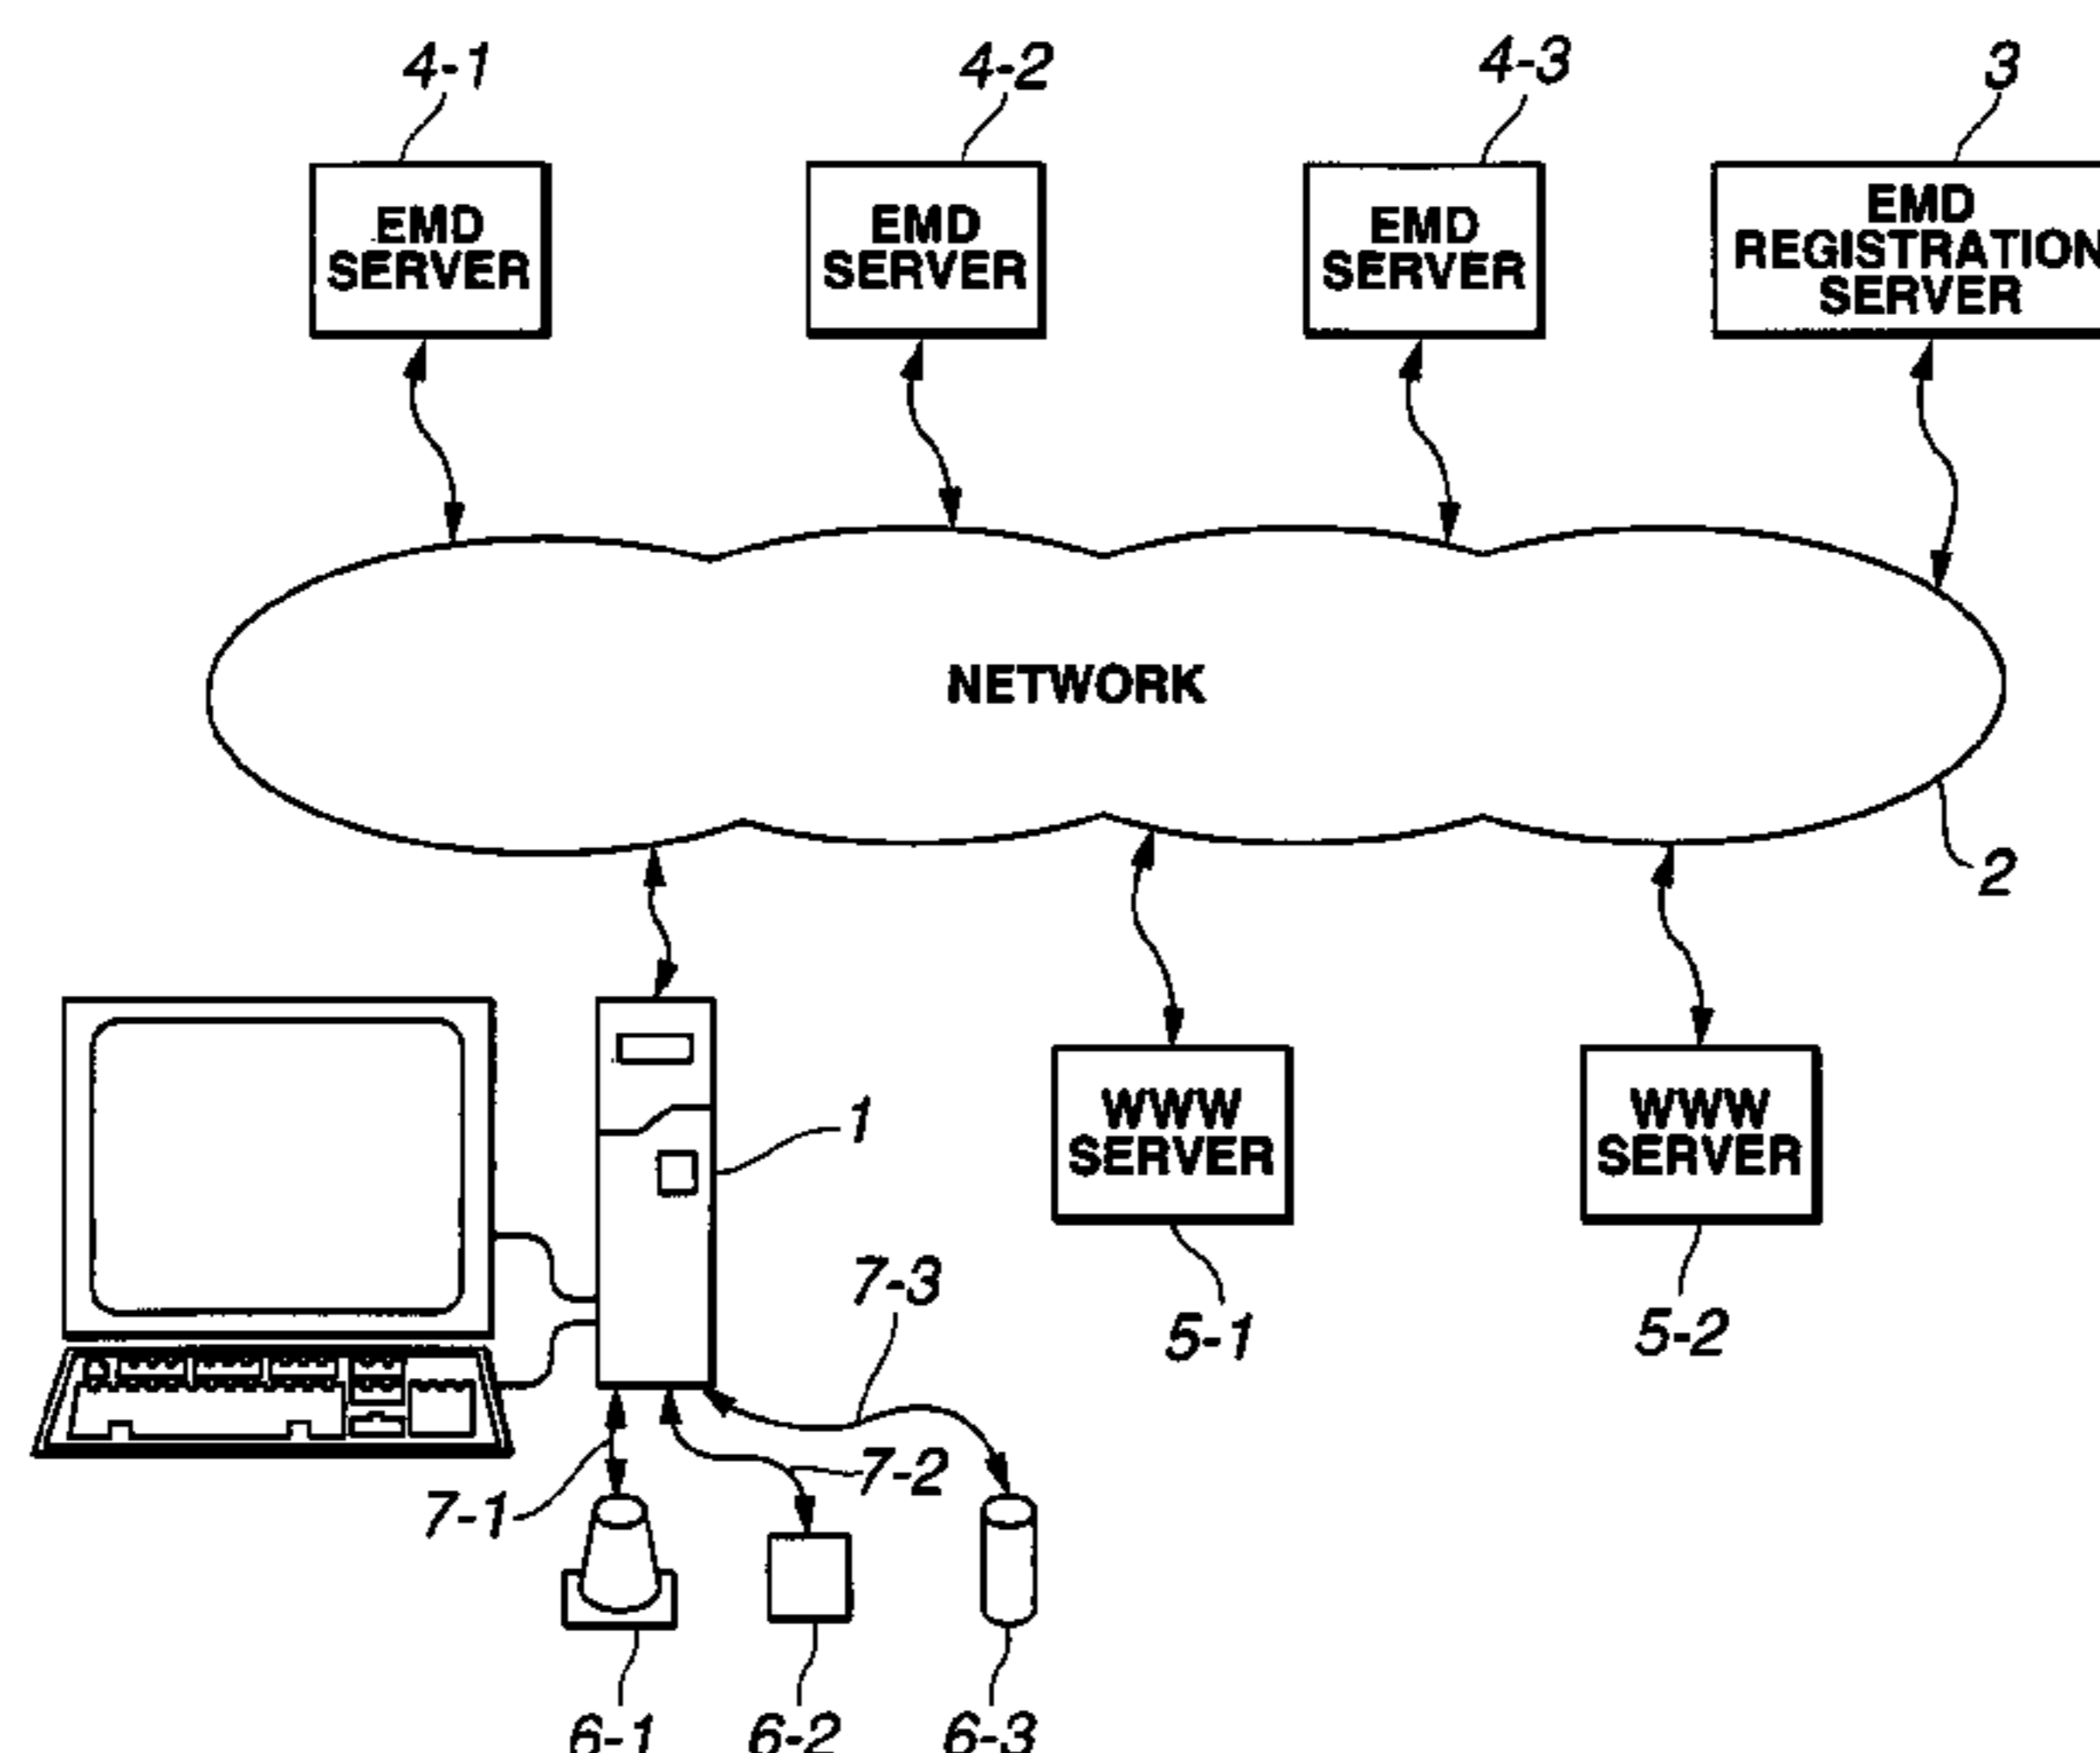 4-1
4-2
4-3
3
EMD
SERVER
EMD
SERVER
EMD
SERVER
EMD
REGISTRATION
SERVER
NETWORK
2
1
WWW
SERVER
WWW
SERVER
7-3
5-1
5-2
7-2
7-1
6-1
6-2
6-3